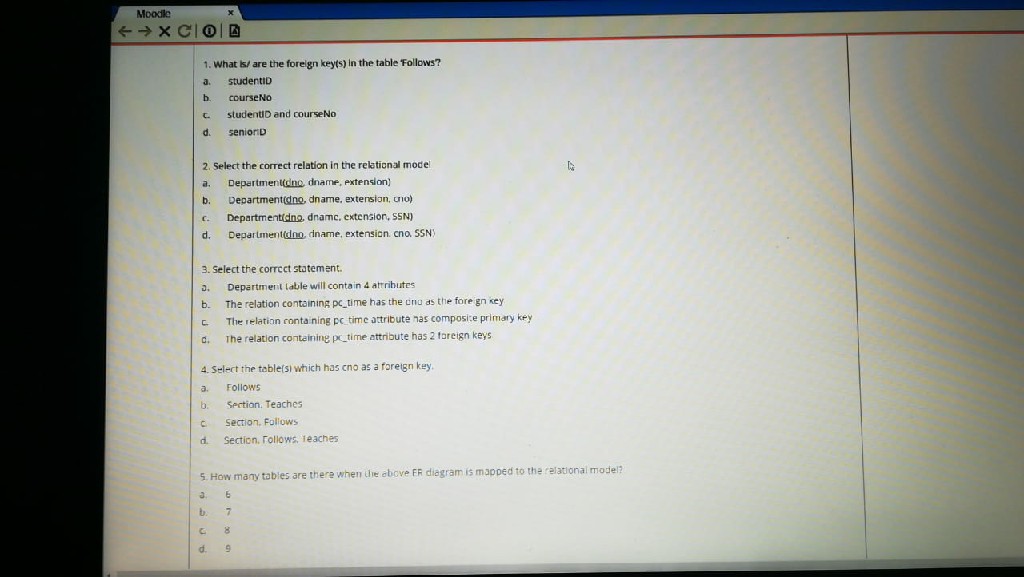 Moodle x
1. What is/ are the foreign key(s) in the table 'Follows'?
a. studentID
b. courseNo
c. studentID and courseNo
d. seniorID
2. Select the correct relation in the relational model
a. Department(dno, dname, extension)
b. Department(dno, dname, extension, cno)
c. Department(dno, dname, extension, SSN)
d. Department(dno, dname, extension, cno, SSN)
3. Select the correct statement.
a. Department table will contain 4 attributes
b. The relation containing pc_time has the dno as the foreign key
c. The relation containing pc_time attribute has composite primary key
d. The relation containing pc_time attribute has 2 foreign keys
4. Select the table(s) which has cno as a foreign key.
a. Follows
b. Section, Teaches
c. Section, Follows
d. Section, Follows, Teaches
5. How many tables are there when the above ER diagram is mapped to the relational model?
a. 6
b. 7
c. 8
d. 9